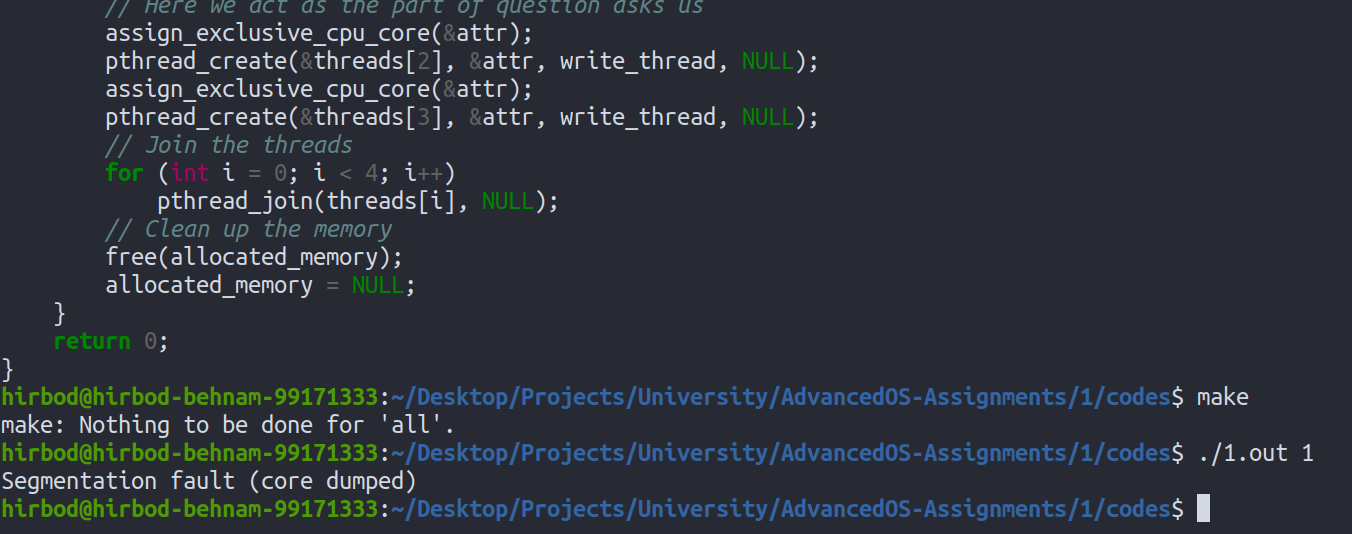 // Here we act as the part of question asks us
assign_exclusive_cpu_core(&attr);
pthread_create(&threads[2], &attr, write_thread, NULL);
assign_exclusive_cpu_core(&attr);
pthread_create(&threads[3], &attr, write_thread, NULL);
// Join the threads
for (int i = 0; i < 4; i++)
pthread_join(threads[i], NULL);
// Clean up the memory
free(allocated_memory);
allocated_memory = NULL;
}
return 0;
}
hirbod@hirbod-behnam-99171333:~/Desktop/Projects/University/AdvancedOS-Assignments/1/codes$ make
make: Nothing to be done for 'all'.
hirbod@hirbod-behnam-99171333:~/Desktop/Projects/University/AdvancedOS-Assignments/1/codes$ ./1.out 1
Segmentation fault (core dumped)
hirbod@hirbod-behnam-99171333:~/Desktop/Projects/University/AdvancedOS-Assignments/1/codes$